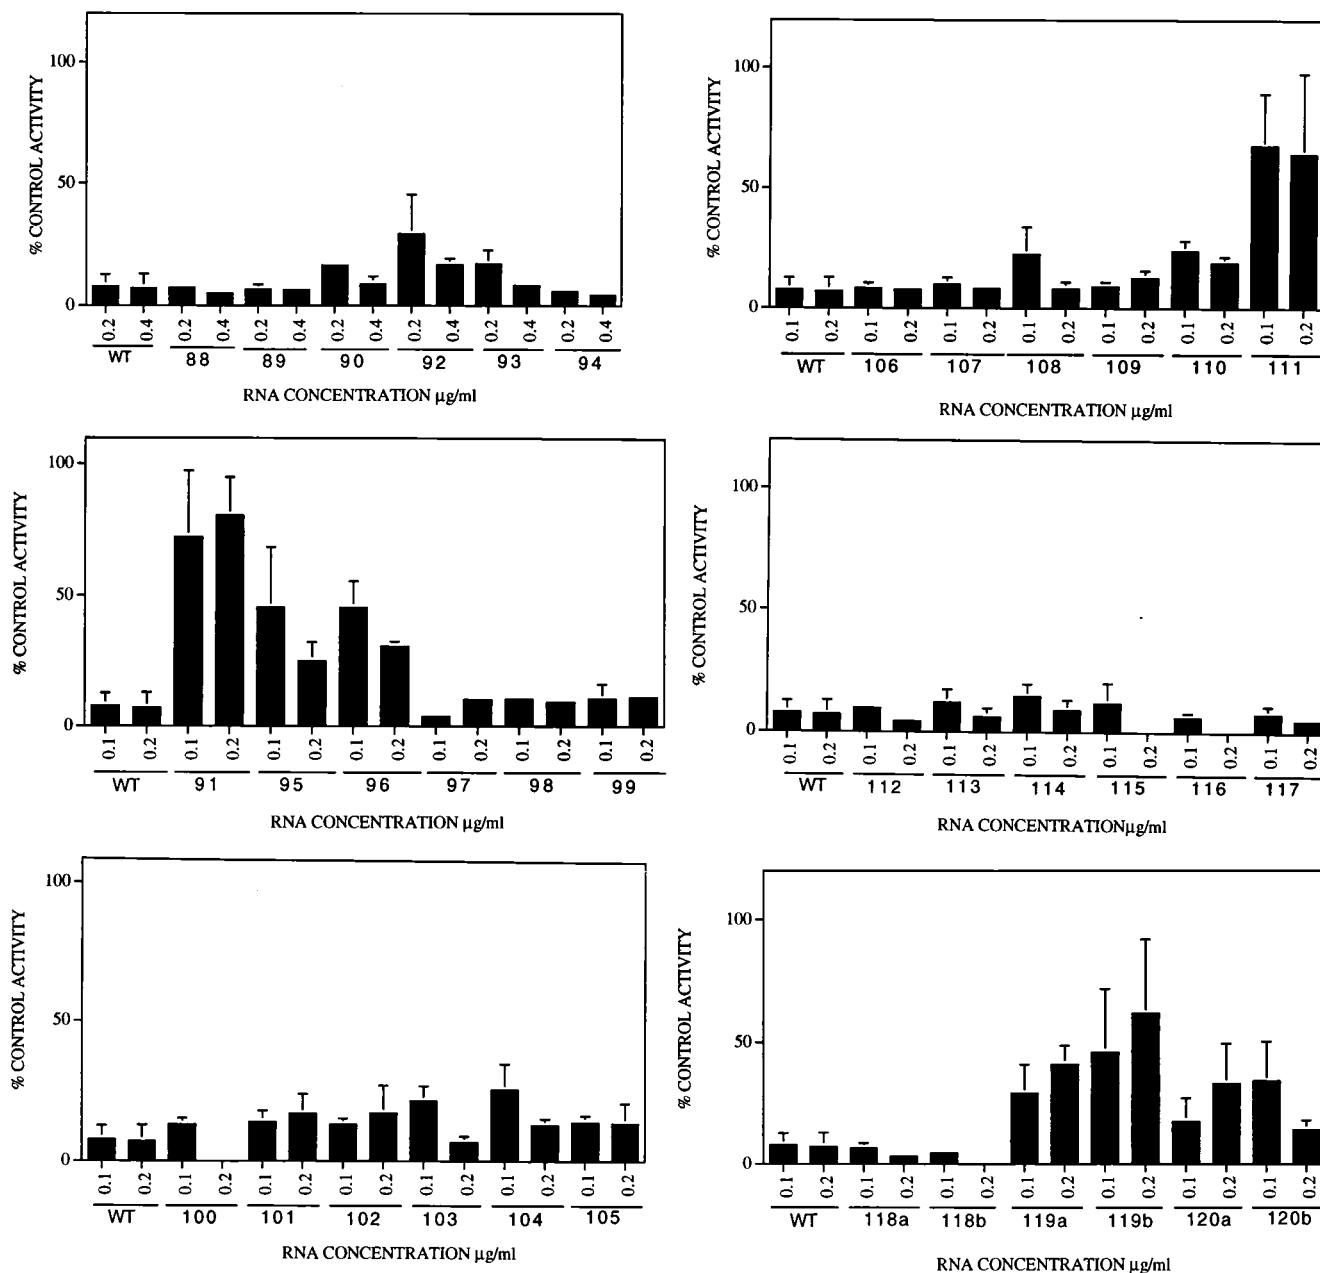 % CONTROL ACTIVITY
100
50
0
0.2 0.4 0.2 0.4 0.2 0.4 0.2 0.4 0.2 0.4 0.2 0.4 0.2 0.4
WT 88 89 90 92 93 94
RNA CONCENTRATION µg/ml
% CONTROL ACTIVITY
100
50
0
0.1 0.2 0.1 0.2 0.1 0.2 0.1 0.2 0.1 0.2 0.1 0.2 0.1 0.2
WT 106 107 108 109 110 111
RNA CONCENTRATION µg/ml
% CONTROL ACTIVITY
100
50
0
0.1 0.2 0.1 0.2 0.1 0.2 0.1 0.2 0.1 0.2 0.1 0.2 0.1 0.2
WT 91 95 96 97 98 99
RNA CONCENTRATION µg/ml
% CONTROL ACTIVITY
100
50
0
0.1 0.2 0.1 0.2 0.1 0.2 0.1 0.2 0.1 0.2 0.1 0.2 0.1 0.2
WT 112 113 114 115 116 117
RNA CONCENTRATIONµg/ml
% CONTROL ACTIVITY
100
50
0
0.1 0.2 0.1 0.2 0.1 0.2 0.1 0.2 0.1 0.2 0.1 0.2 0.1 0.2
WT 100 101 102 103 104 105
RNA CONCENTRATION µg/ml
% CONTROL ACTIVITY
100
50
0
0.1 0.2 0.1 0.2 0.1 0.2 0.1 0.2 0.1 0.2 0.1 0.2 0.1 0.2
WT 118a 118b 119a 119b 120a 120b
RNA CONCENTRATION µg/ml